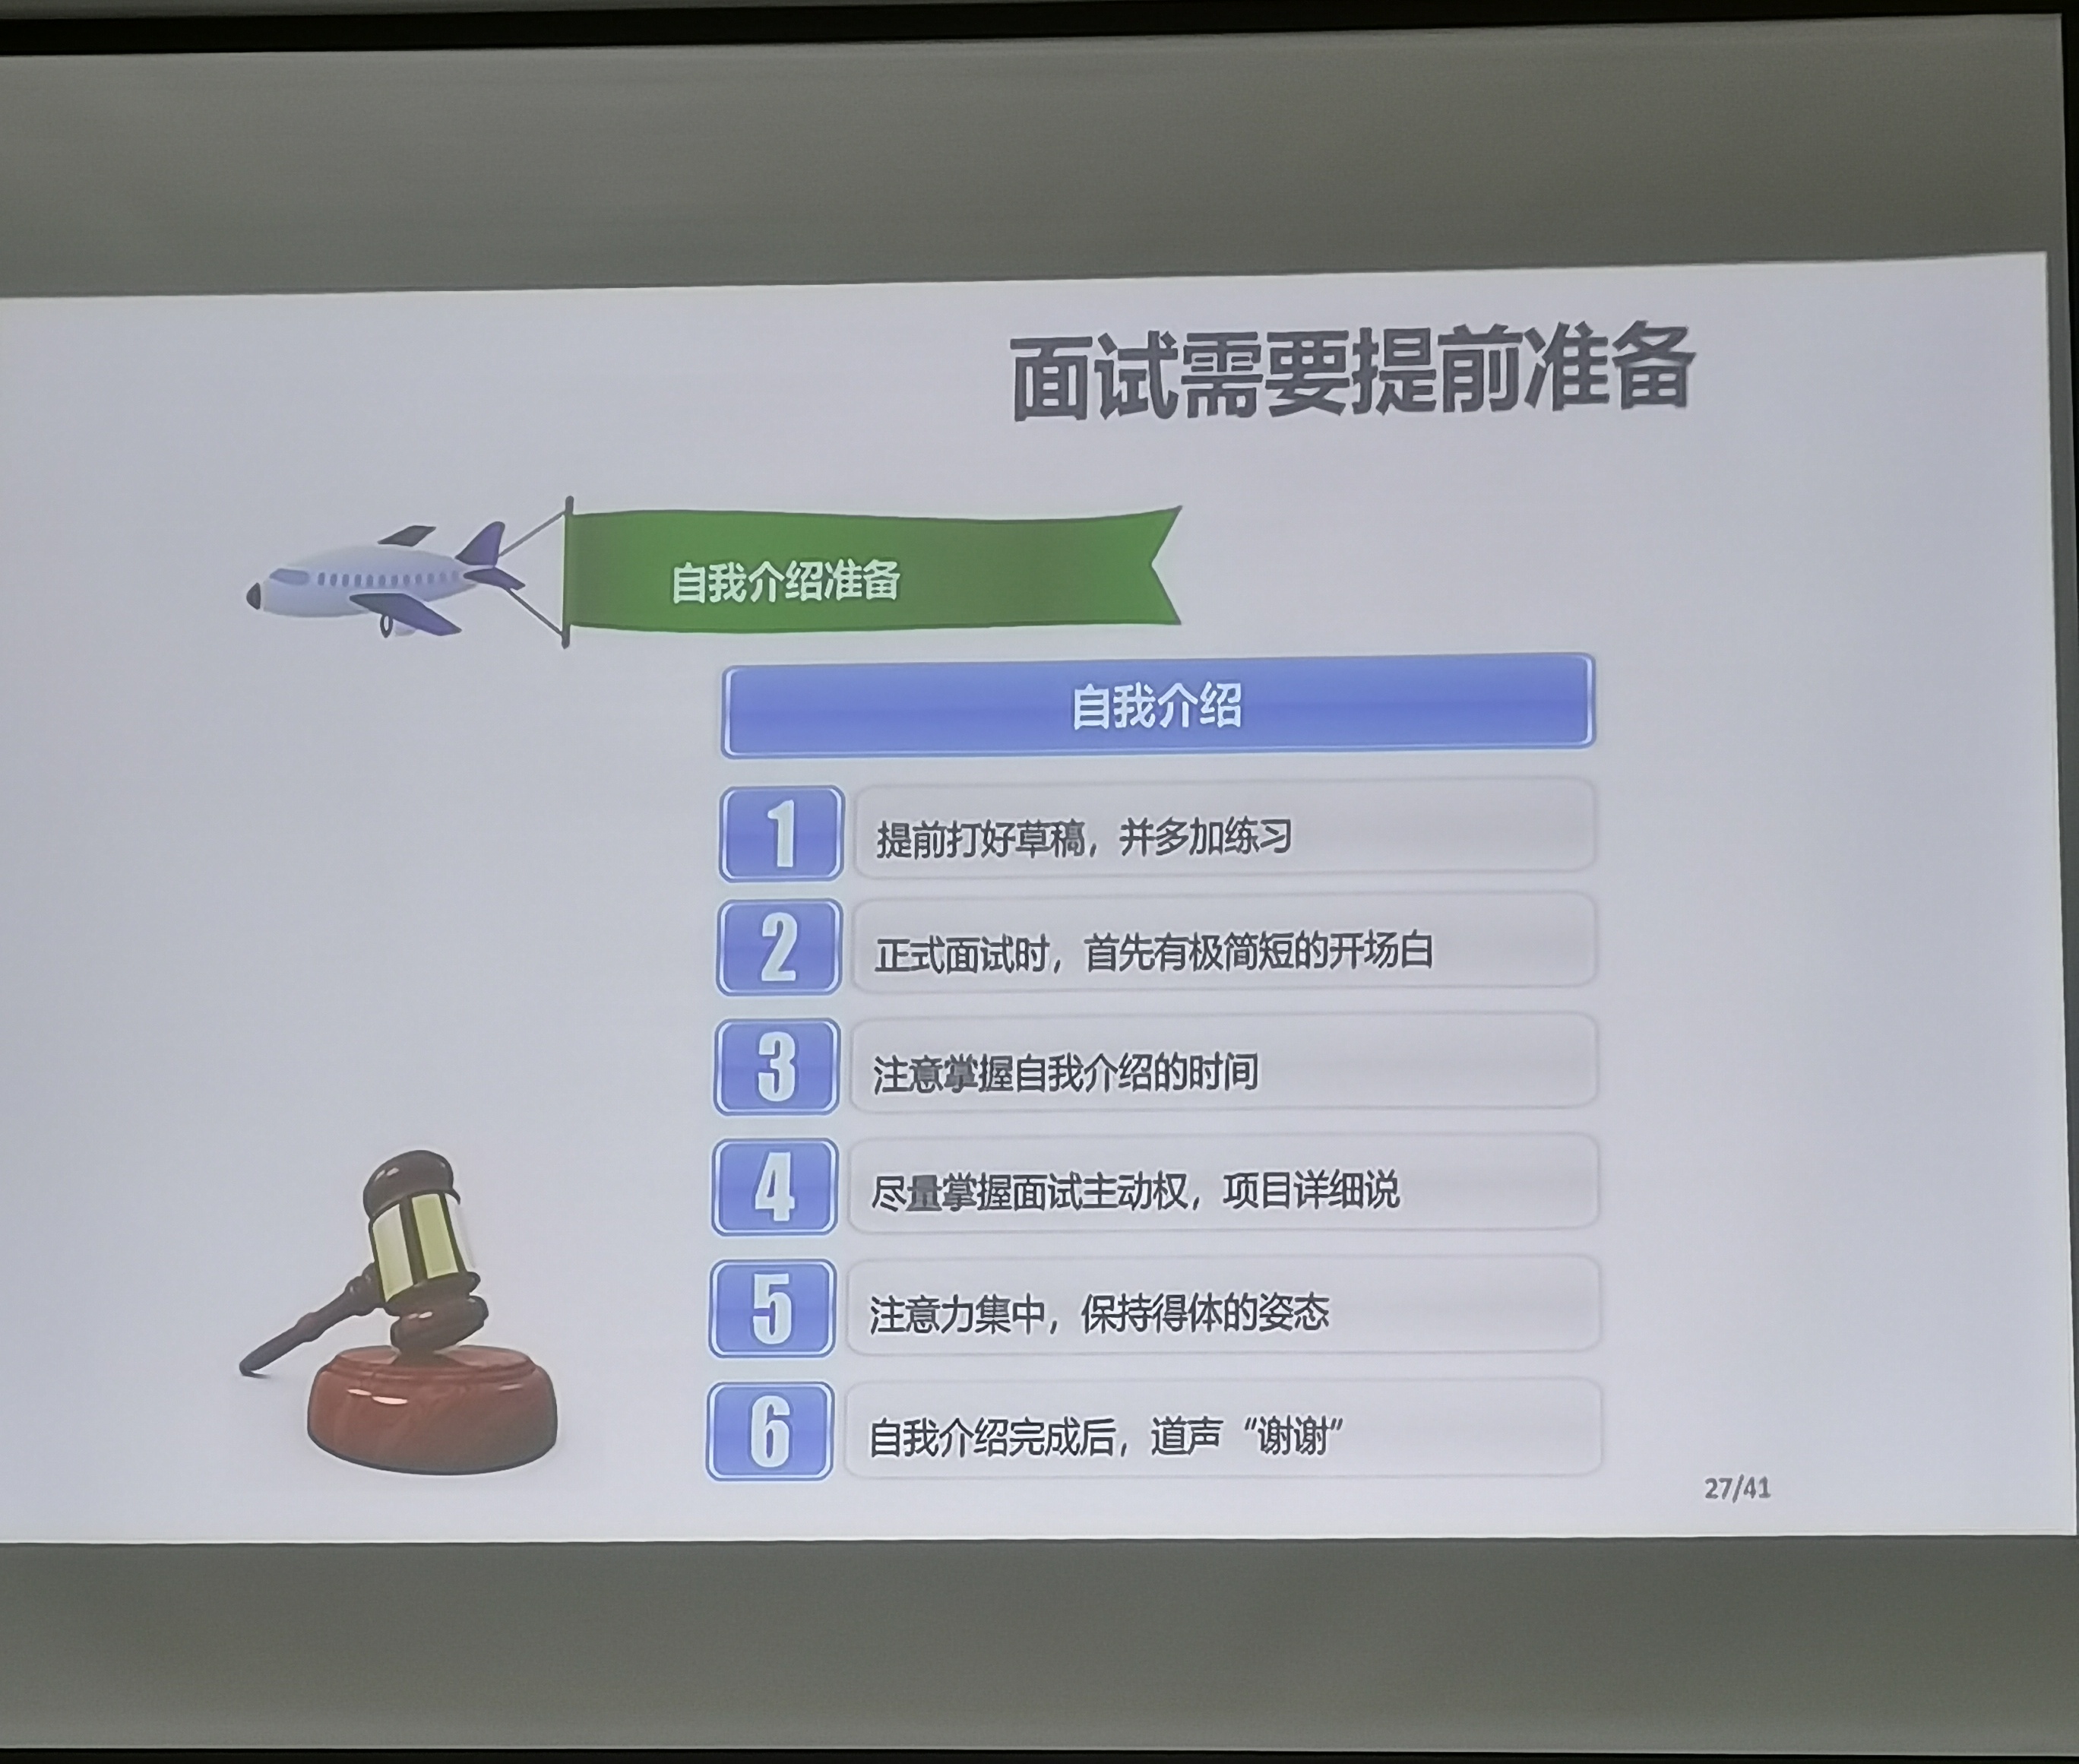 面试需要提前准备
自我介绍准备
自我介绍
1 提前打好草稿，并多加练习
2 正式面试时，首先有极简短的开场白
3 注意掌握自我介绍的时间
4 尽量掌握面试主动权，项目详细说
5 注意力集中，保持得体的姿态
6 自我介绍完成后，道声“谢谢”
27/41